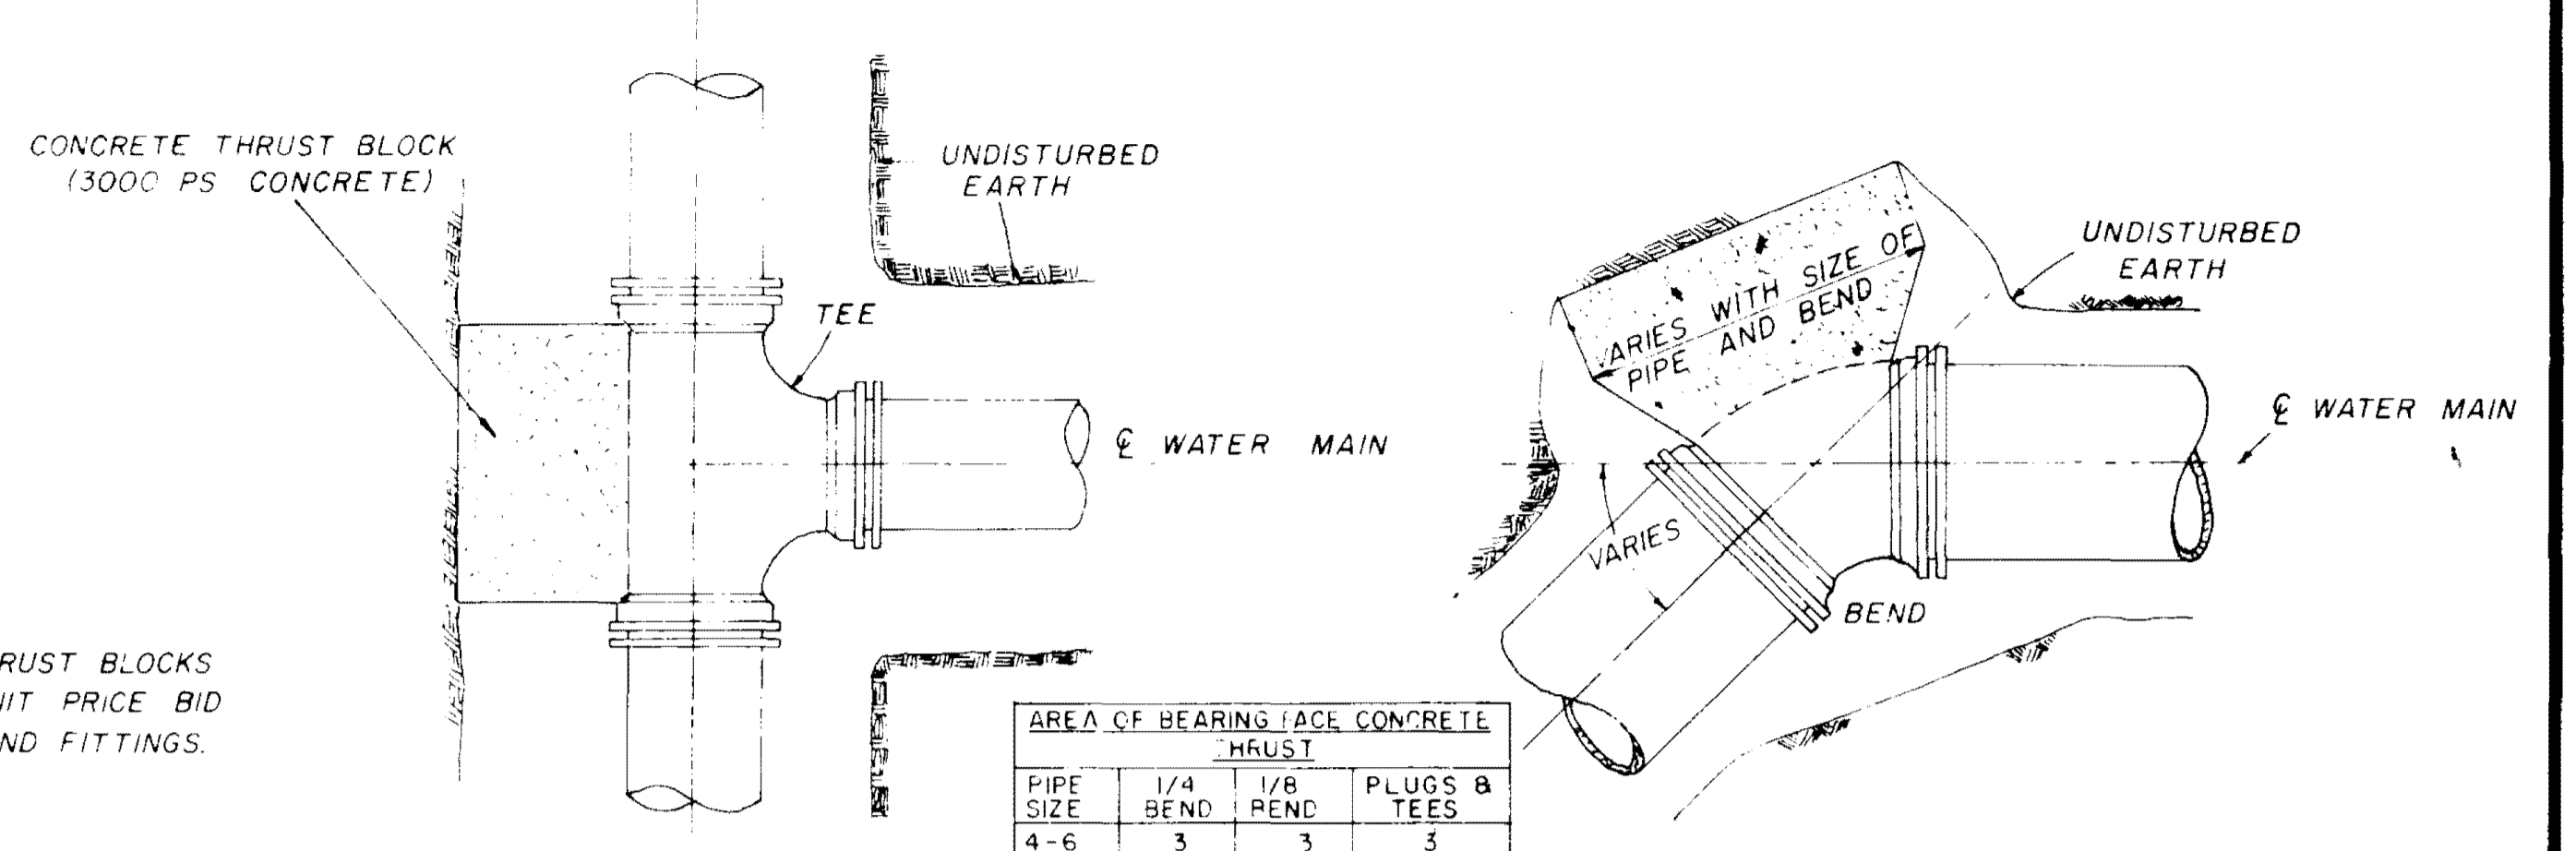 CONCRETE THRUST BLOCK
(3000 PS CONCRETE)
UNDISTURBED
EARTH
TEE
℄ WATER MAIN
RUST BLOCKS
PRICE BID
ND FITTINGS.
UNDISTURBED
EARTH
VARIES WITH SIZE OF
PIPE AND BEND
℄ WATER MAIN
VARIES
BEND
AREA OF BEARING FACE CONCRETE
THRUST
PIPE SIZE | 1/4 BEND | 1/8 BEND | PLUGS & TEES
4-6 | 3 | 3 | 3